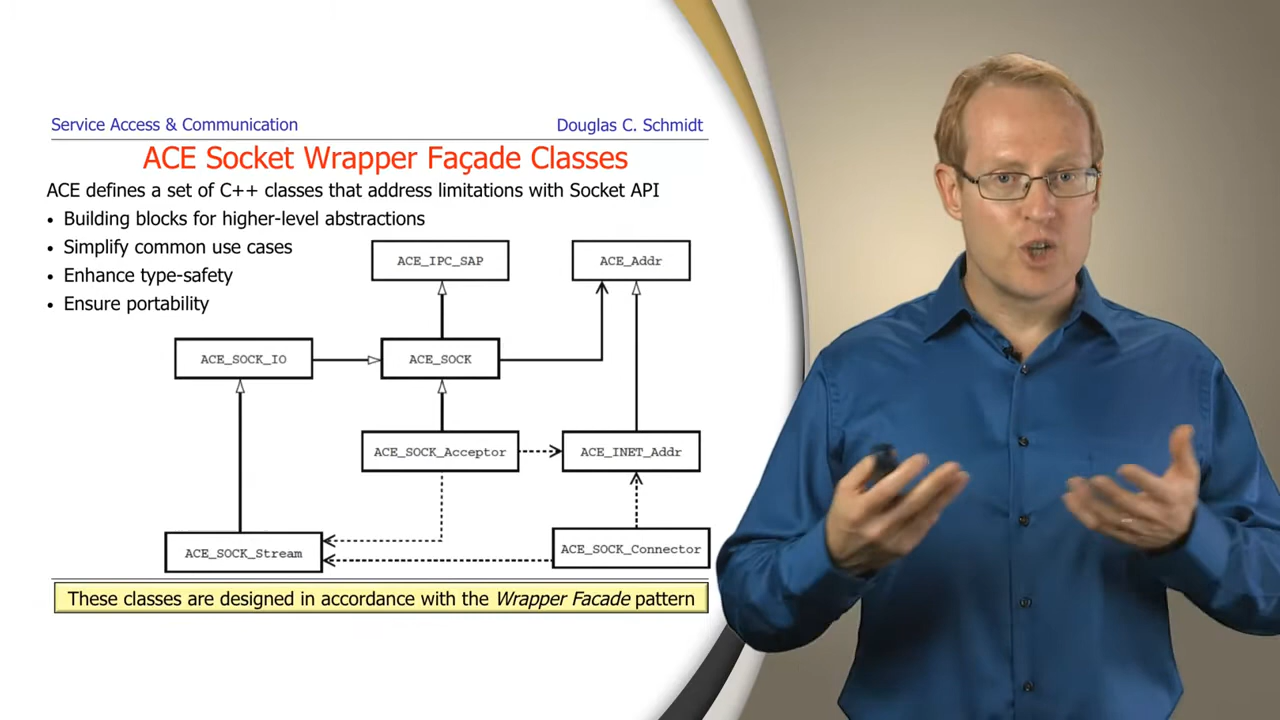 Service Access & Communication
Douglas C. Schmidt
ACE Socket Wrapper Façade Classes
ACE defines a set of C++ classes that address limitations with Socket API
• Building blocks for higher-level abstractions
• Simplify common use cases
• Enhance type-safety
• Ensure portability
ACE_IPC_SAP
ACE_Addr
ACE_SOCK_IO
ACE_SOCK
ACE_SOCK_Acceptor
ACE_INET_Addr
ACE_SOCK_Stream
ACE_SOCK_Connector
These classes are designed in accordance with the Wrapper Facade pattern